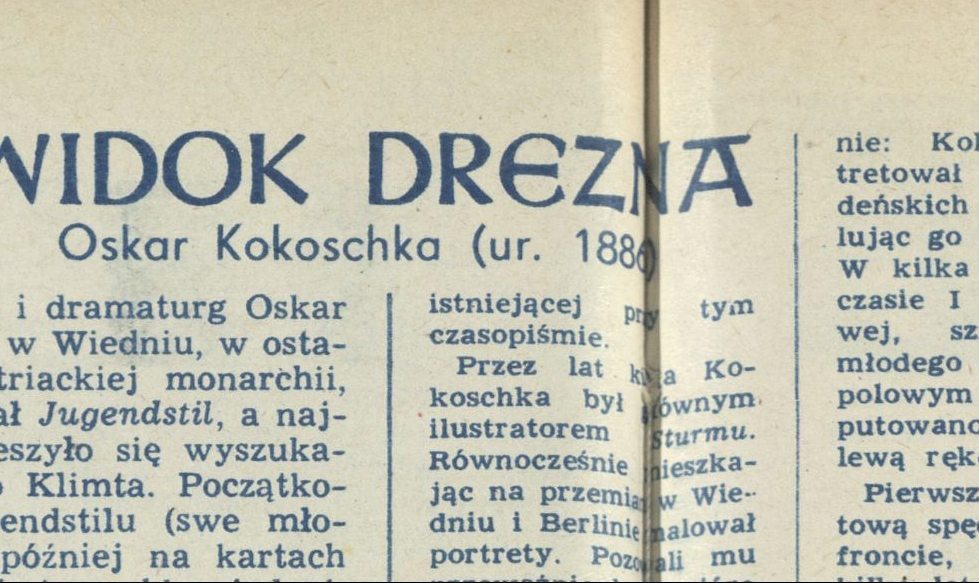 WIDOK DREZNA
Oskar Kokoschka (ur. 1886)
i dramaturg Oskar
w Wiedniu, w osta-
triackiej monarchii,
ał Jugendstil, a naj-
eszyło się wyszuka-
Klimta. Początko-
endstilu (swe mło-
później na kartach
istniejącej przy tym
czasopiśmie.
Przez lat kilka Ko-
koschka był głównym
ilustratorem Sturmu.
Równocześnie mieszka-
jąc na przemian w Wie-
dniu i Berlinie malował
portrety. Pozowali mu
nie: Kok
tretował
deńskich
lując go
W kilka
czasie I
wej, sz
młodego
polowym
putowano
lewą ręk
Pierwsz
tową spę
froncie,